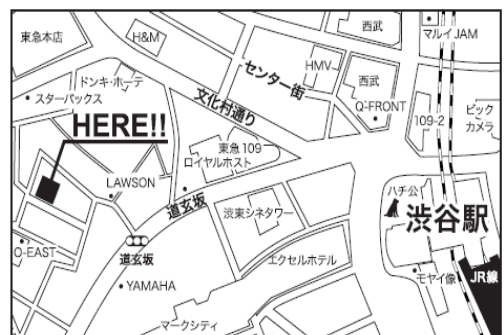 西武
マルイJAM
東急本店
H&M
センター街
HMV
西武
ドンキ・ホーテ
スターバックス
文化村通り
Q-FRONT
109-2
ビック
カメラ
HERE!!
東急109
ロイヤルホスト
LAWSON
道玄坂
ハチ公
渋東シネタワー
渋谷駅
O-EAST
道玄坂
エクセルホテル
モヤイ像
JR線
YAMAHA
マークシティ